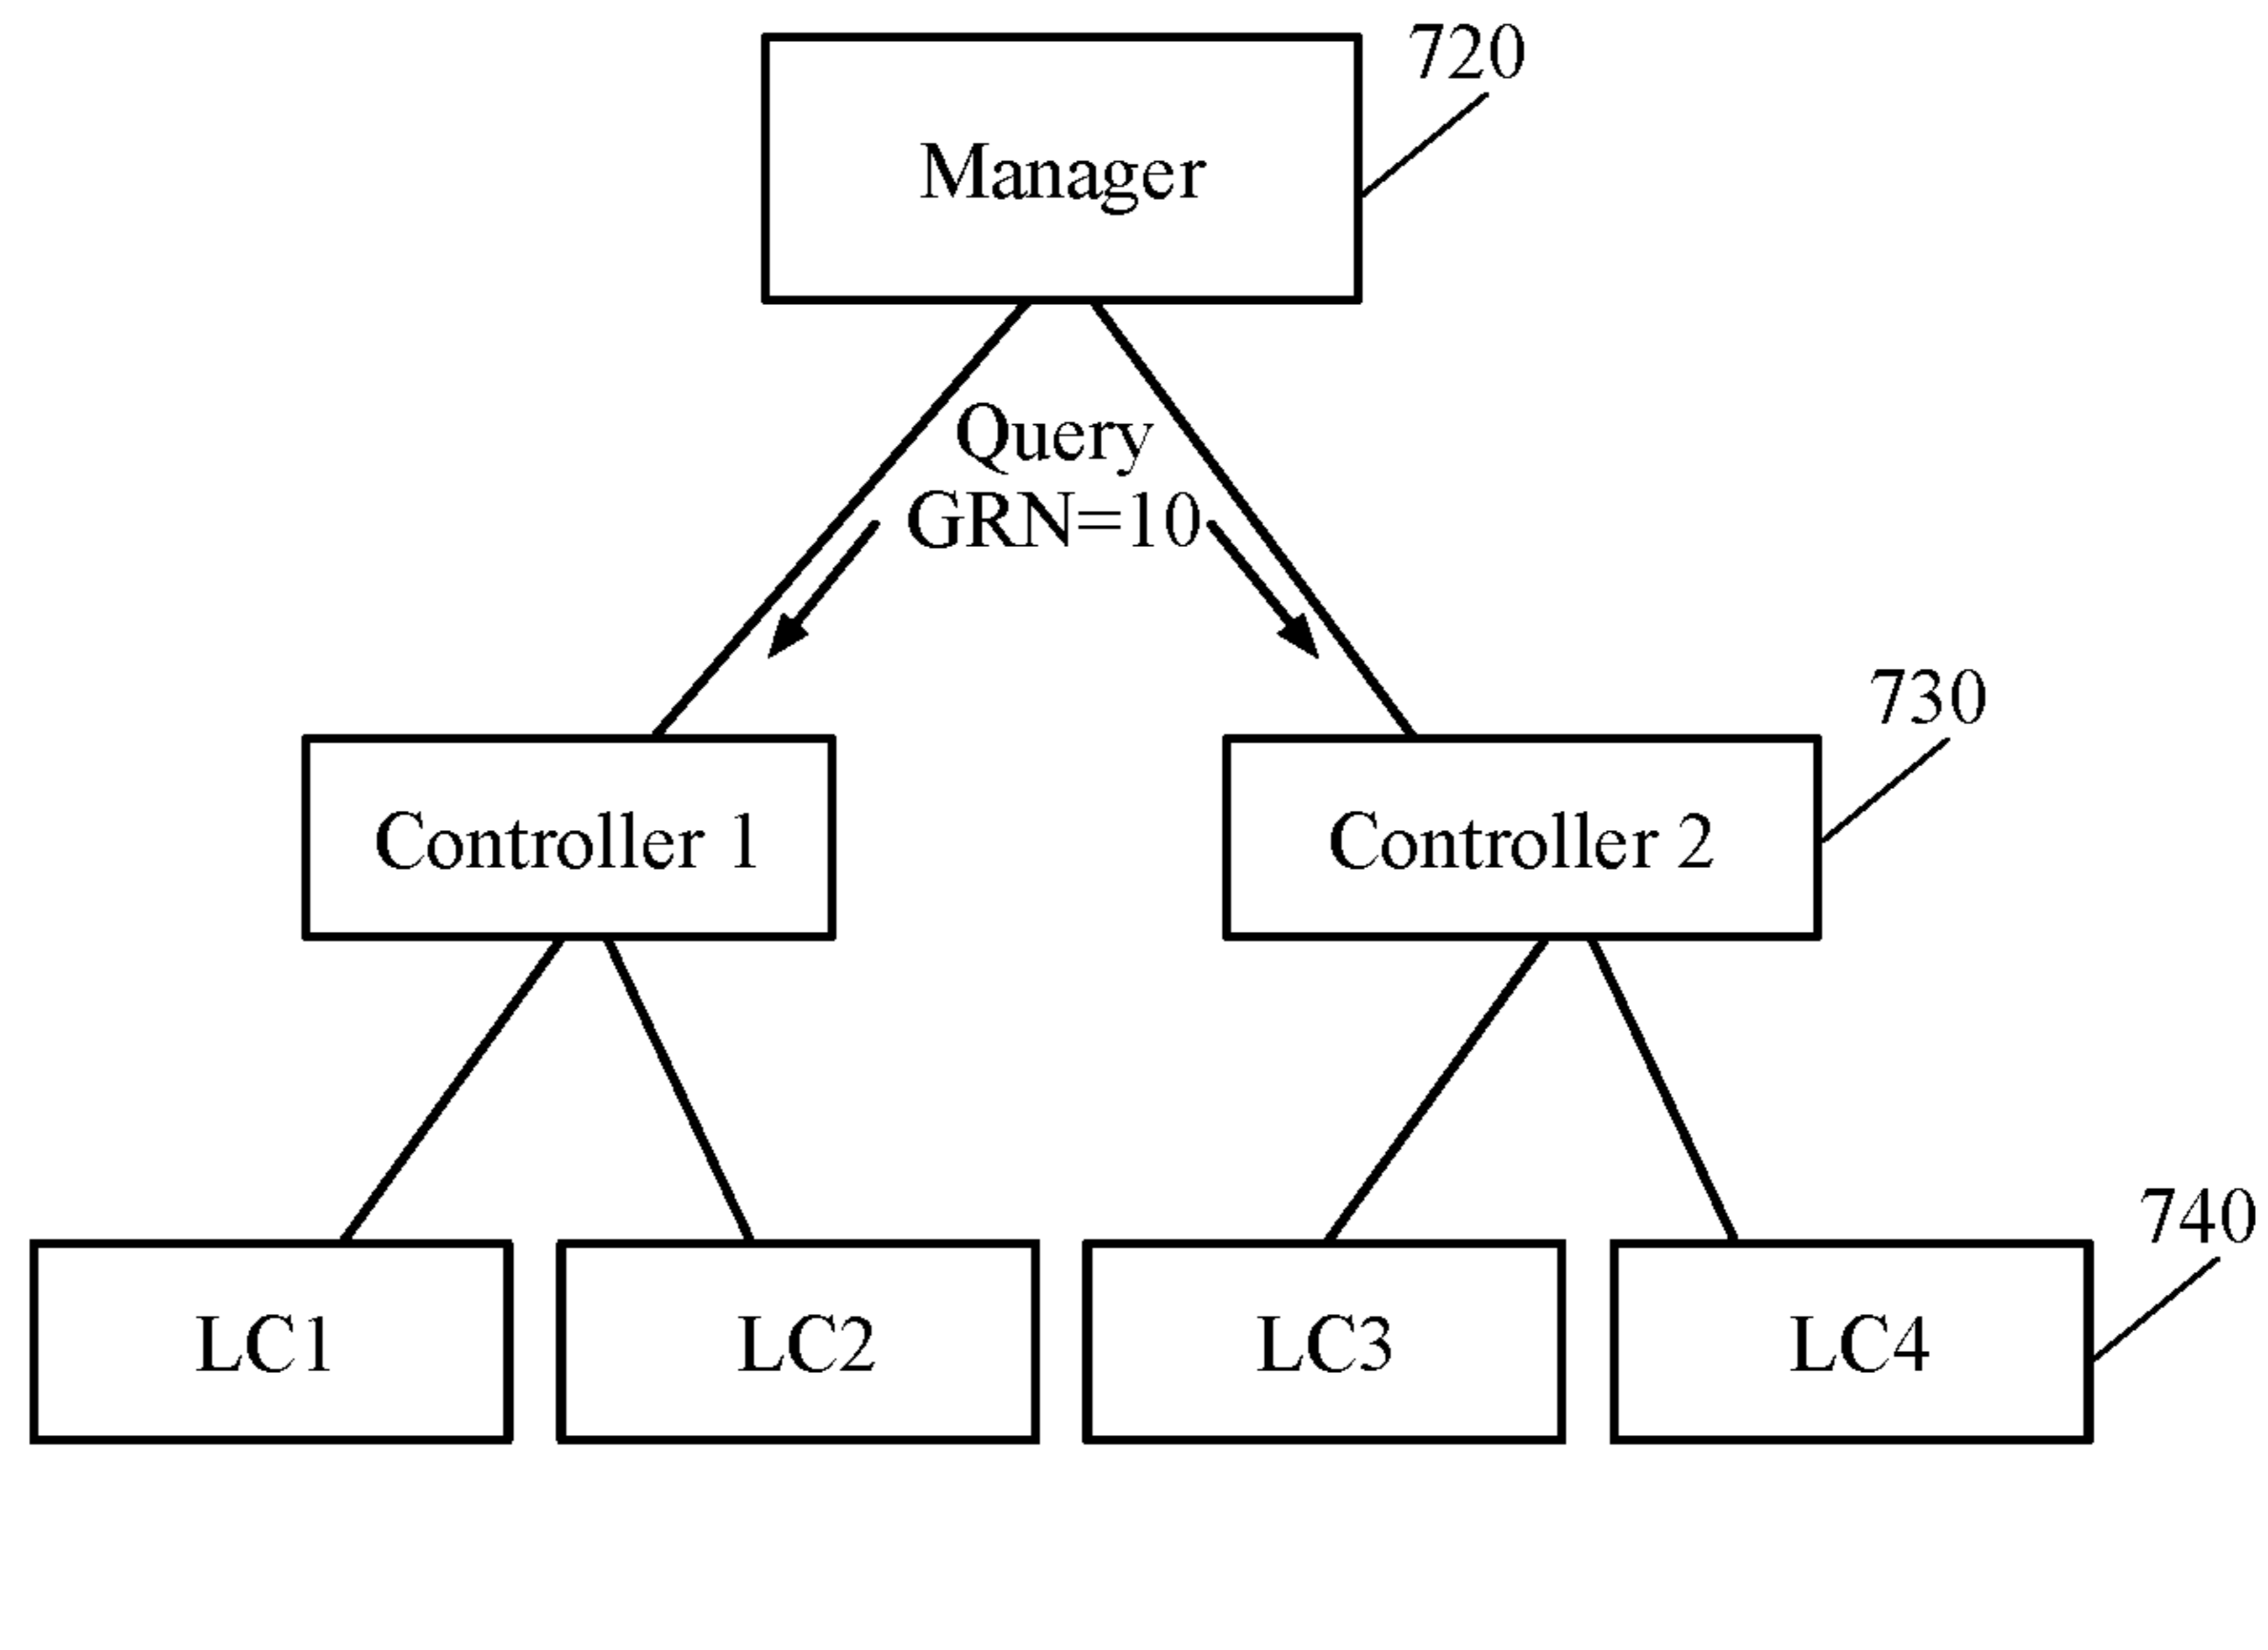 720
Manager
Query
GRN=10
730
Controller 1
Controller 2
740
LC1
LC2
LC3
LC4